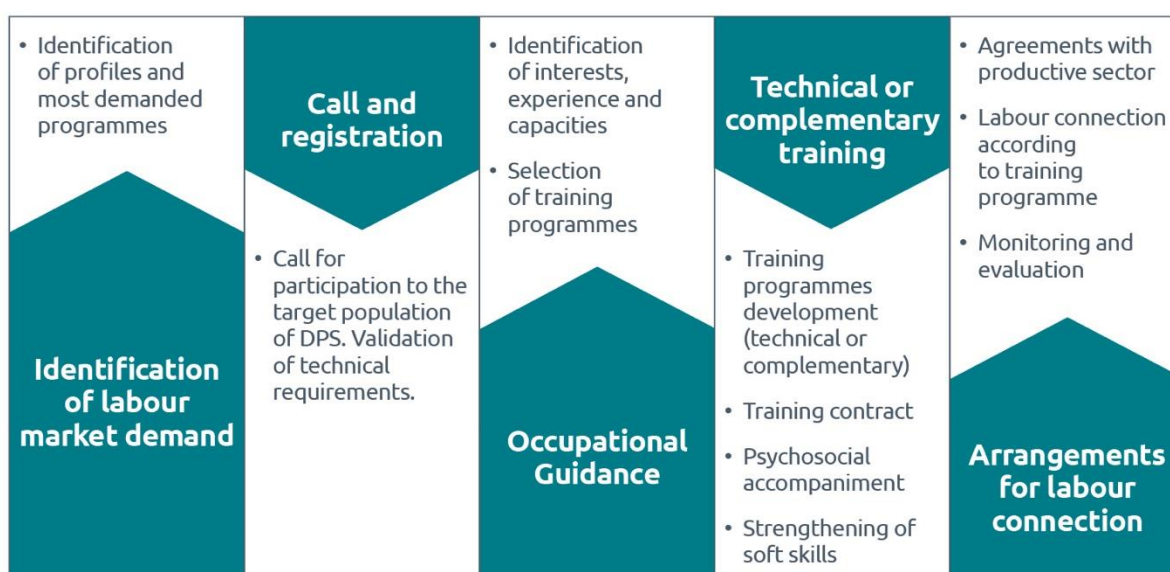 • Identification
of profiles and
most demanded
programmes
Identification
of labour
market demand
Call and
registration
• Call for
participation to the
target population
of DPS. Validation
of technical
requirements.
• Identification
of interests,
experience and
capacities
• Selection
of training
programmes
Occupational
Guidance
Technical or
complementary
training
• Training
programmes
development
(technical or
complementary)
• Training contract
• Psychosocial
accompaniment
• Strengthening of
soft skills
• Agreements with
productive sector
• Labour connection
according
to training
programme
• Monitoring and
evaluation
Arrangements
for labour
connection